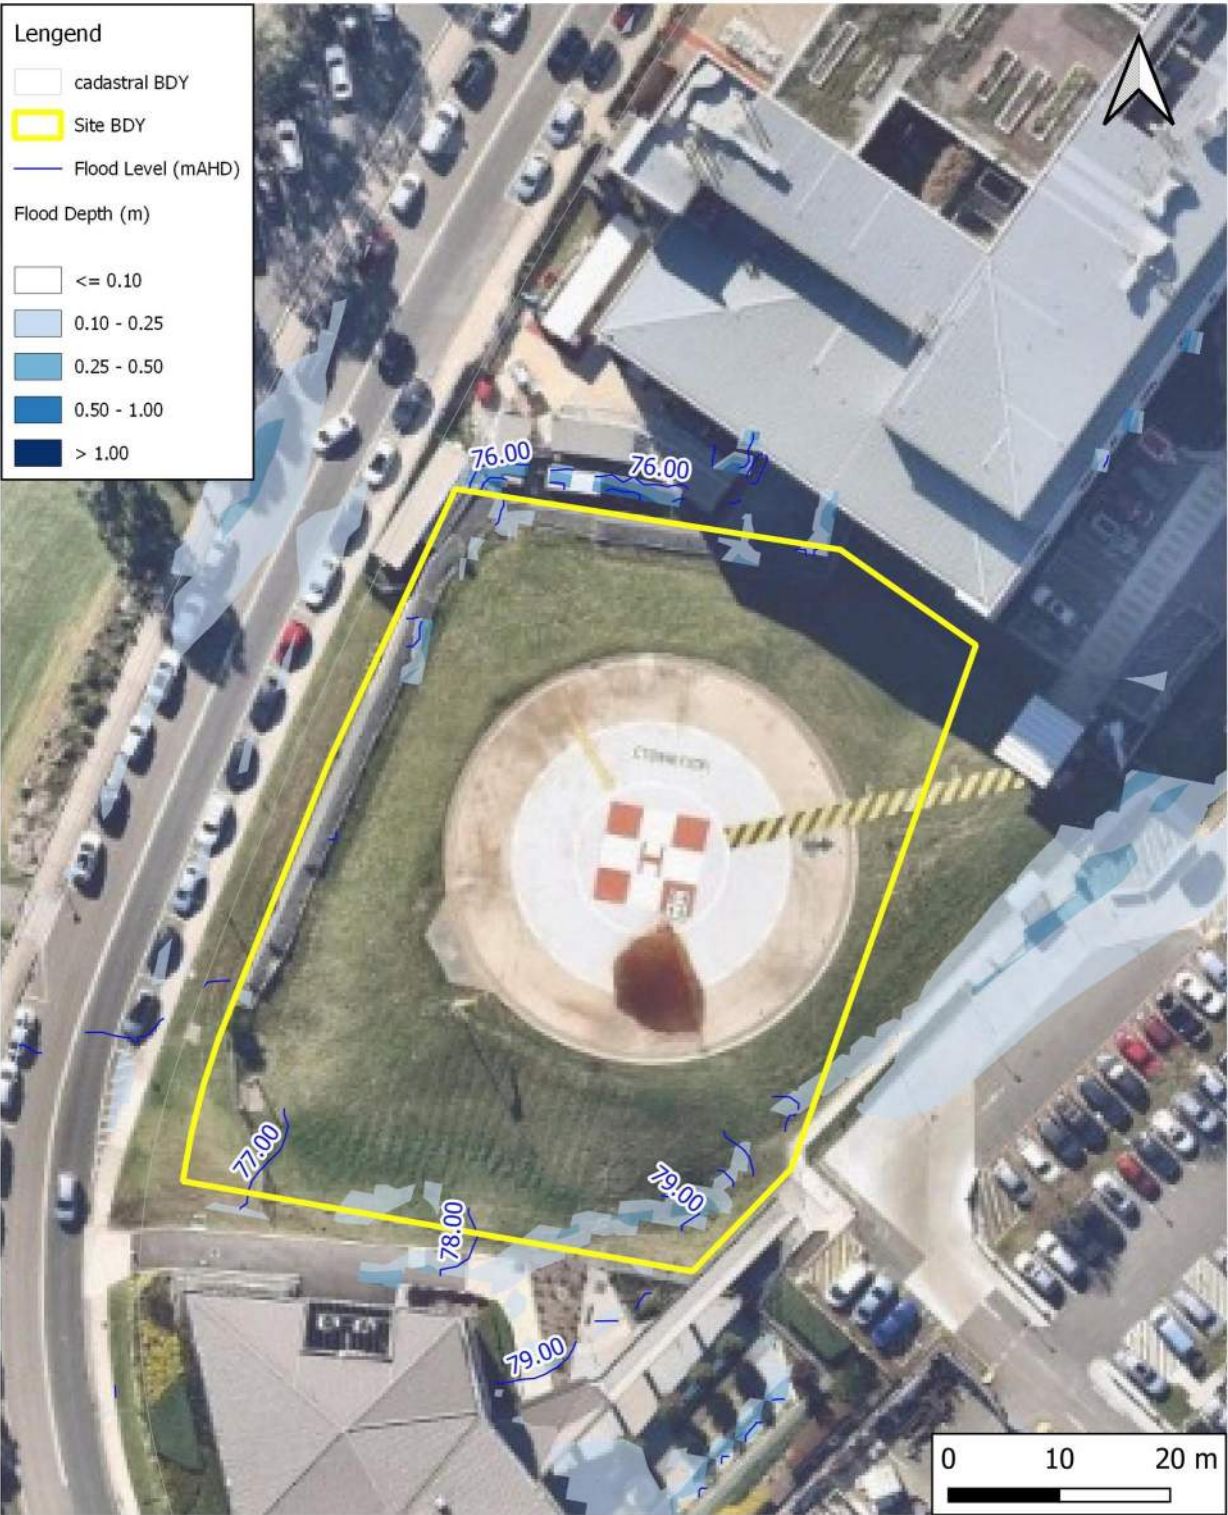 Lengend
cadastral BDY
Site BDY
Flood Level (mAHD)
Flood Depth (m)
<= 0.10
0.10 - 0.25
0.25 - 0.50
0.50 - 1.00
> 1.00
76.00
76.00
H
77.00
79.00
78.00
79.00
0 10 20 m